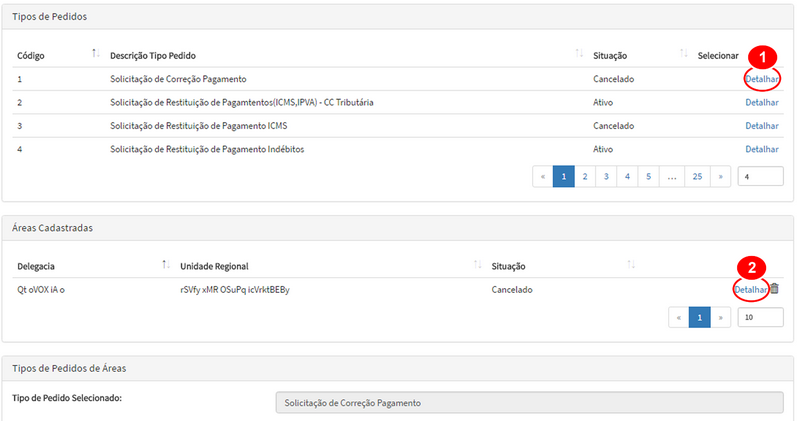 Tipos de Pedidos
Código Descrição Tipo Pedido Situação Selecionar 1
1 Solicitação de Correção Pagamento Cancelado Detalhar
2 Solicitação de Restituição de Pagamtentos(ICMS,IPVA) - CC Tributária Ativo Detalhar
3 Solicitação de Restituição de Pagamento ICMS Cancelado Detalhar
4 Solicitação de Restituição de Pagamento Indébitos Ativo Detalhar
« 1 2 3 4 5 ... 25 » 4
Áreas Cadastradas
Delegacia Unidade Regional Situação 2
Qt oVOX iA o rSVfy xMR OSuPq icVrktBEBy Cancelado Detalhar
« 1 » 10
Tipos de Pedidos de Áreas
Tipo de Pedido Selecionado: Solicitação de Correção Pagamento